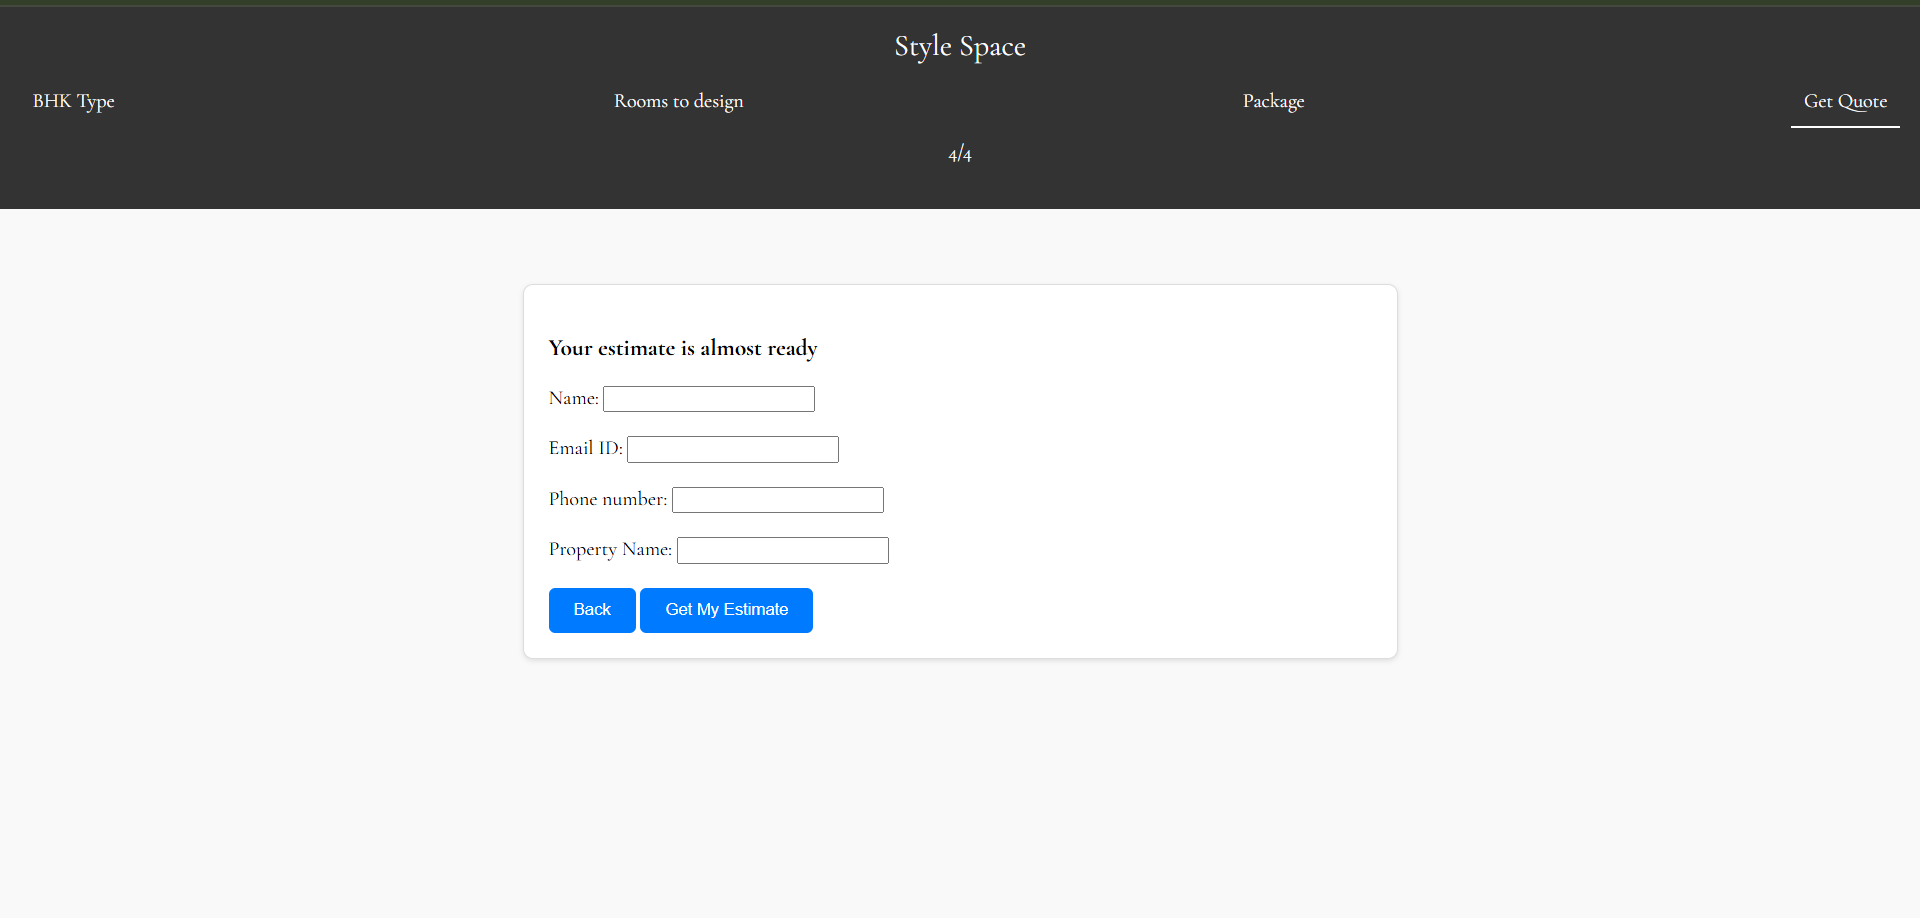 Style Space
BHK Type Rooms to design Package Get Quote
4/4
Your estimate is almost ready
Name:
Email ID:
Phone number:
Property Name:
Back Get My Estimate